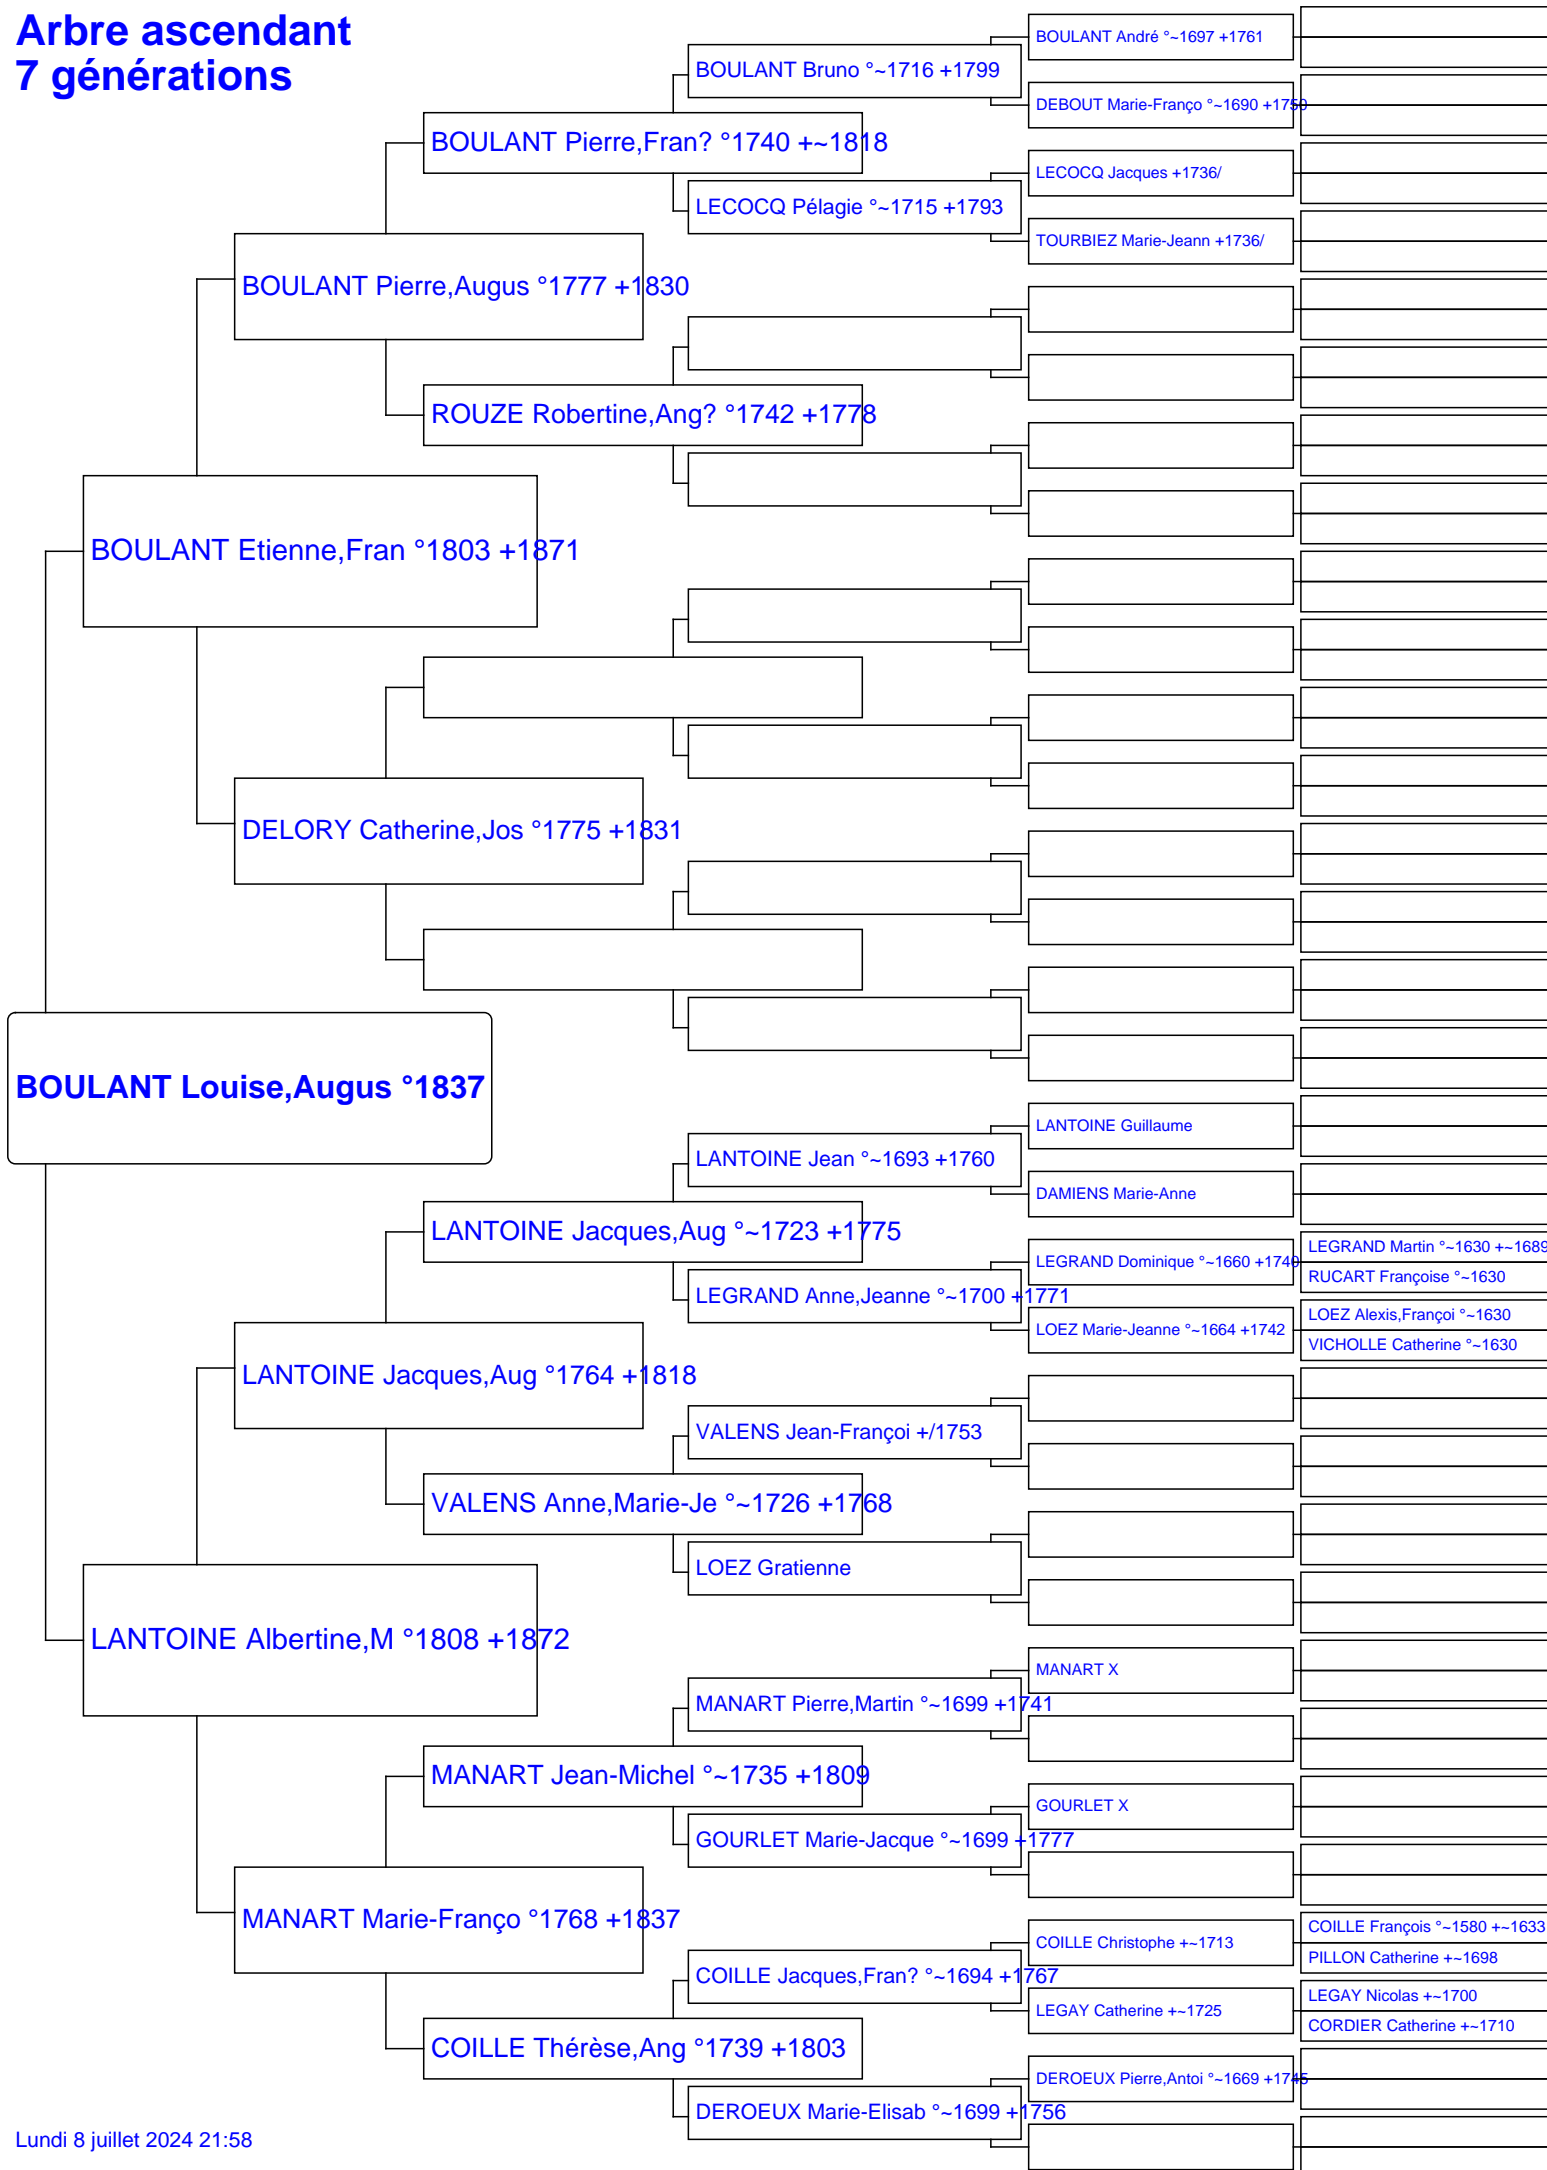 Arbre ascendant
7 générations
BOULANT André °~1697 +1761
BOULANT Bruno °~1716 +1799
DEBOUT Marie-Franço °~1690 +1750
BOULANT Pierre,Fran? °1740 +~1818
LECOCQ Jacques +1736/
LECOCQ Pélagie °~1715 +1793
TOURBIEZ Marie-Jeann +1736/
BOULANT Pierre,Augus °1777 +1830
ROUZE Robertine,Ang? °1742 +1778
BOULANT Etienne,Fran °1803 +1871
DELORY Catherine,Jos °1775 +1831
BOULANT Louise,Augus °1837
LANTOINE Guillaume
LANTOINE Jean °~1693 +1760
DAMIENS Marie-Anne
LANTOINE Jacques,Aug °~1723 +1775
LEGRAND Martin °~1630 +~1689
LEGRAND Dominique °~1660 +1740
RUCART Françoise °~1630
LEGRAND Anne,Jeanne °~1700 +1771
LOEZ Alexis,Françoi °~1630
LOEZ Marie-Jeanne °~1664 +1742
VICHOLLE Catherine °~1630
LANTOINE Jacques,Aug °1764 +1818
VALENS Jean-Françoi +/1753
VALENS Anne,Marie-Je °~1726 +1768
LOEZ Gratienne
LANTOINE Albertine,M °1808 +1872
MANART X
MANART Pierre,Martin °~1699 +1741
MANART Jean-Michel °~1735 +1809
GOURLET X
GOURLET Marie-Jacque °~1699 +1777
MANART Marie-Franço °1768 +1837
COILLE François °~1580 +~1633
COILLE Christophe +~1713
PILLON Catherine +~1698
COILLE Jacques,Fran? °~1694 +1767
LEGAY Nicolas +~1700
LEGAY Catherine +~1725
CORDIER Catherine +~1710
COILLE Thérèse,Ang °1739 +1803
DEROEUX Pierre,Antoi °~1669 +1745
DEROEUX Marie-Elisab °~1699 +1756
Lundi 8 juillet 2024 21:58